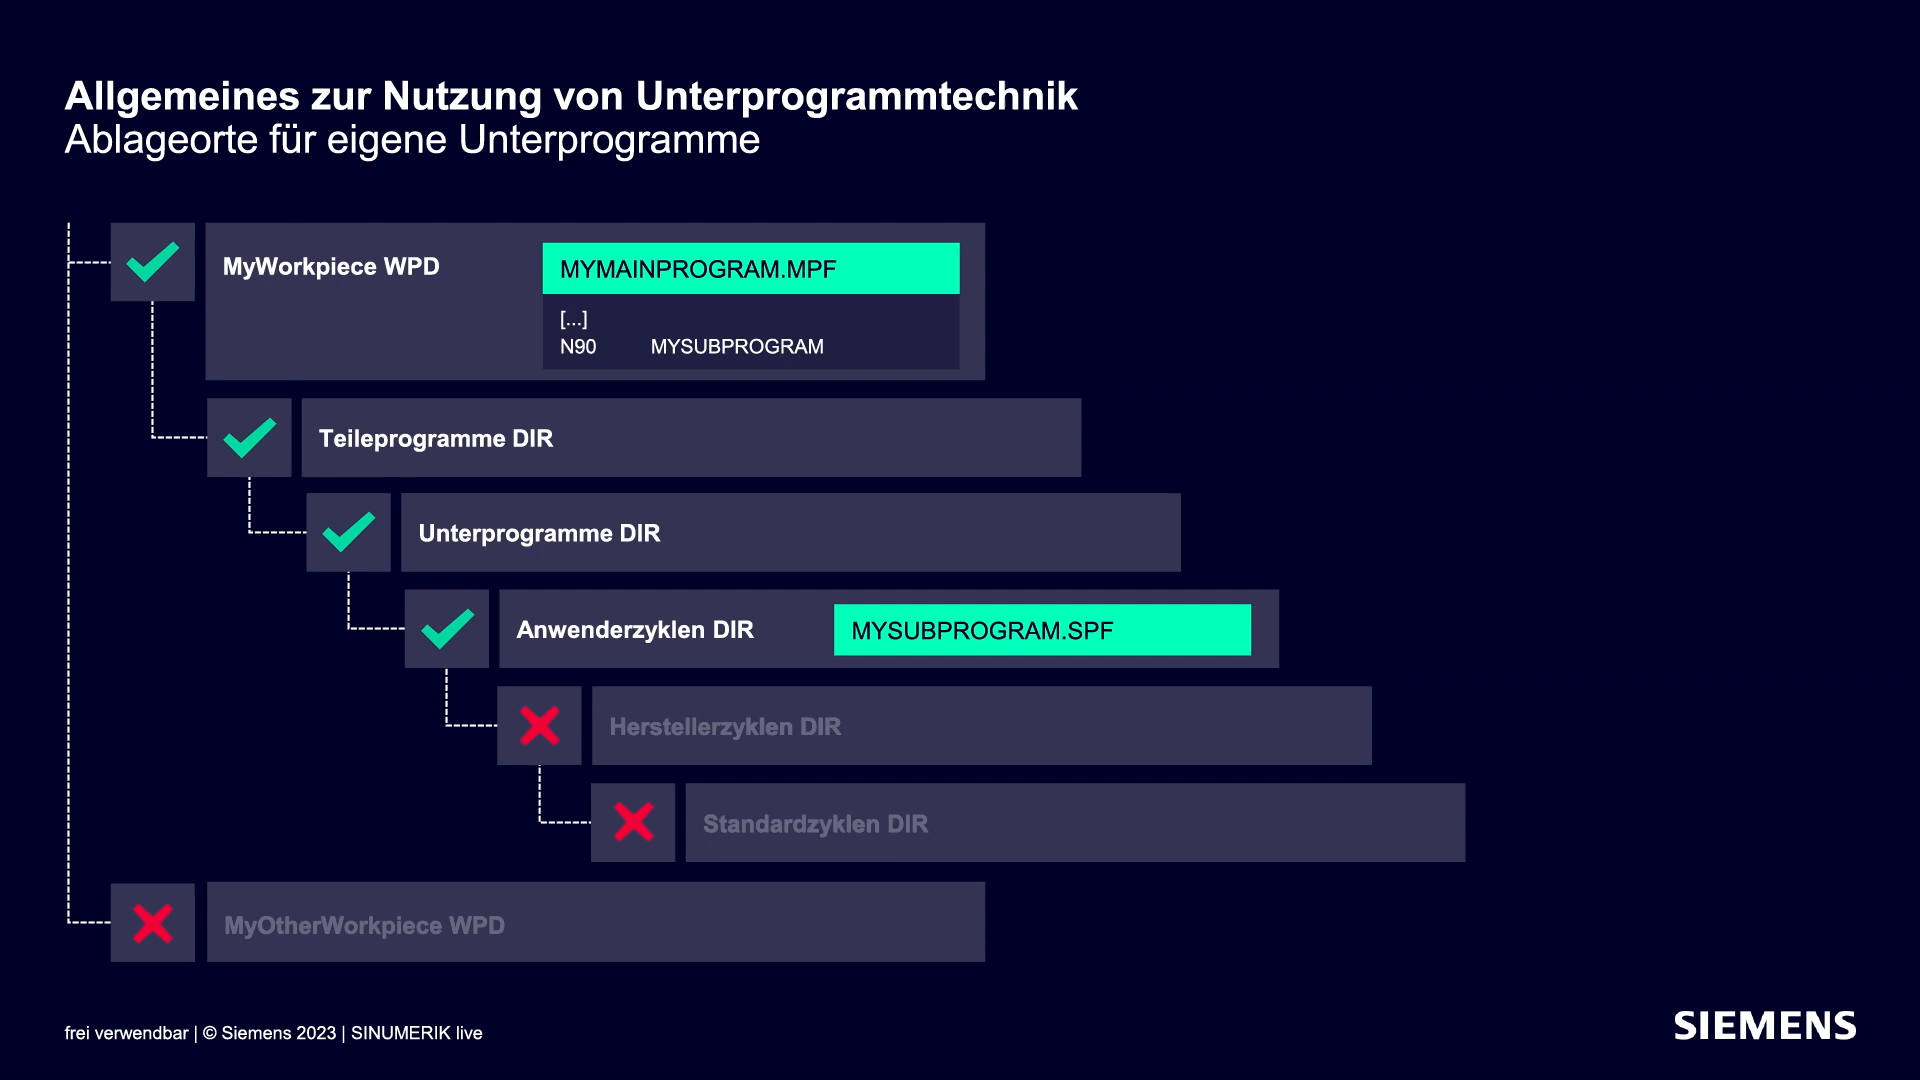 Allgemeines zur Nutzung von Unterprogrammtechnik
Ablageorte für eigene Unterprogramme
MyWorkpiece WPD
MYMAINPROGRAM.MPF
[...]
N90 MYSUBPROGRAM
Teileprogramme DIR
Unterprogramme DIR
Anwenderzyklen DIR
MYSUBPROGRAM.SPF
Herstellerzyklen DIR
Standardzyklen DIR
MyOtherWorkpiece WPD
frei verwendbar | © Siemens 2023 | SINUMERIK live
SIEMENS